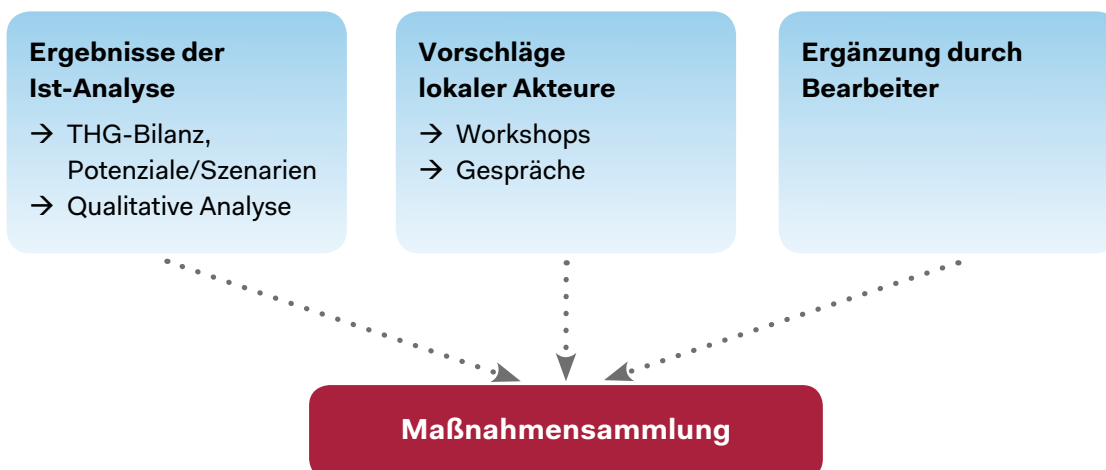 Ergebnisse der
Ist-Analyse
→ THG-Bilanz,
Potenziale/Szenarien
→ Qualitative Analyse
Vorschläge
lokaler Akteure
→ Workshops
→ Gespräche
Ergänzung durch
Bearbeiter
Maßnahmensammlung